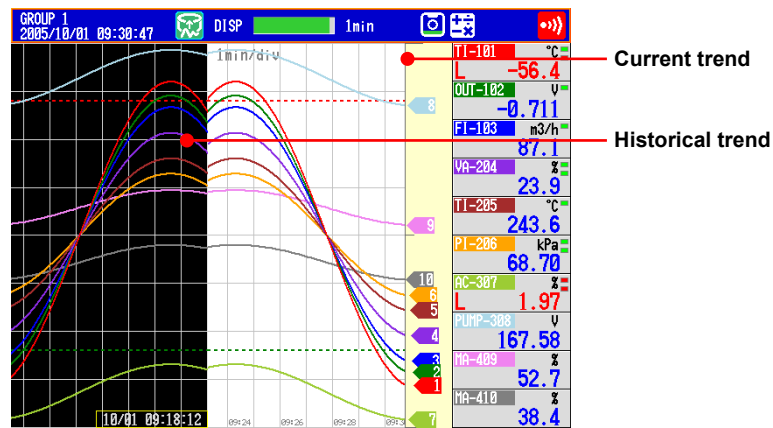 GROUP 1
2005/10/01 09:30:47
DISP
1min
1min/div
Current trend
Historical trend
TI-101 °C
L -56.4
OUT-102 V
-0.711
FI-103 m3/h
87.1
VA-204 %
23.9
TI-205 °C
243.6
PI-206 kPa
68.70
AC-307 %
L 1.97
PUMP-308 V
167.58
MA-409 %
52.7
MA-410 %
38.4
8
9
10
6
5
4
3
2
1
7
10/01 09:18:12
09:24
09:26
09:28